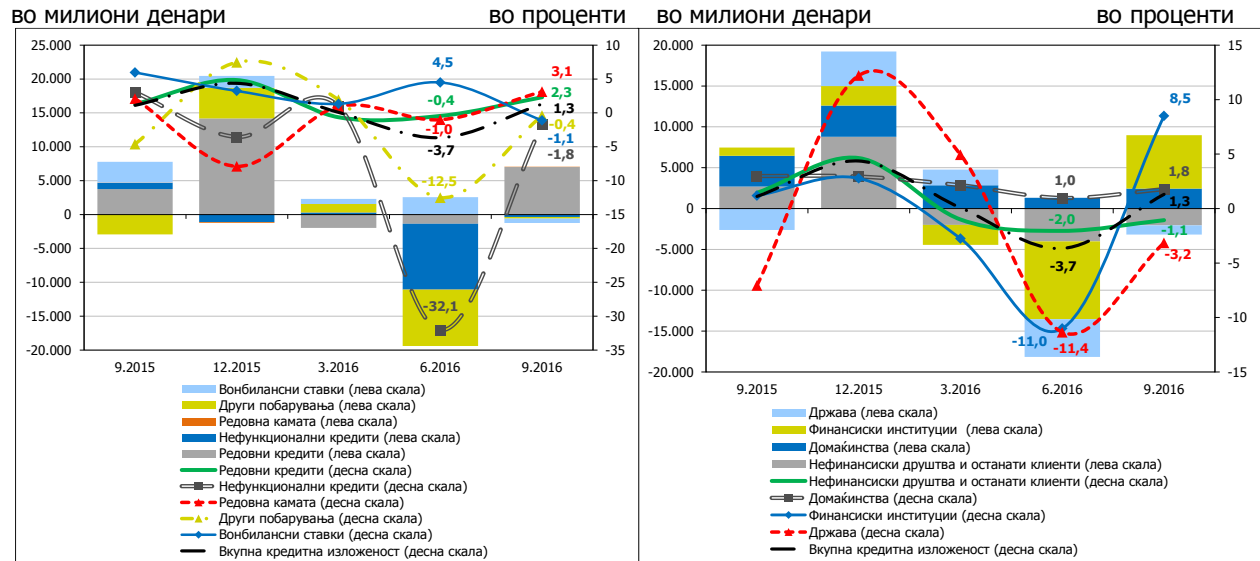 во милиони денари
во проценти
25.000
20.000
15.000
10.000
5.000
0
-5.000
-10.000
-15.000
-20.000
10
5
0
-5
-10
-15
-20
-25
-30
-35
4,5
-0,4
-1,0
-3,7
-12,5
-32,1
3,1
2,3
1,3
-0,4
-1,1
-1,8
9.2015
12.2015
3.2016
6.2016
9.2016
Вонбилансни ставки (лева скала)
Други побарувања (лева скала)
Редовна камата (лева скала)
Нефункционални кредити (лева скала)
Редовни кредити (лева скала)
Редовни кредити (десна скала)
Нефункционални кредити (десна скала)
Редовна камата (десна скала)
Други побарувања (десна скала)
Вонбилансни ставки (десна скала)
Вкупна кредитна изложеност (десна скала)
во милиони денари
во проценти
20.000
15.000
10.000
5.000
0
-5.000
-10.000
-15.000
-20.000
15
10
5
0
-5
-10
-15
1,0
-2,0
-3,7
-11,0
-11,4
8,5
1,8
1,3
-1,1
-3,2
9.2015
12.2015
3.2016
6.2016
9.2016
Држава (лева скала)
Финансиски институции (лева скала)
Домаќинства (лева скала)
Нефинансиски друштва и останати клиенти (лева скала)
Нефинансиски друштва и останати клиенти (десна скала)
Домаќинства (десна скала)
Финансиски институции (десна скала)
Држава (десна скала)
Вкупна кредитна изложеност (десна скала)